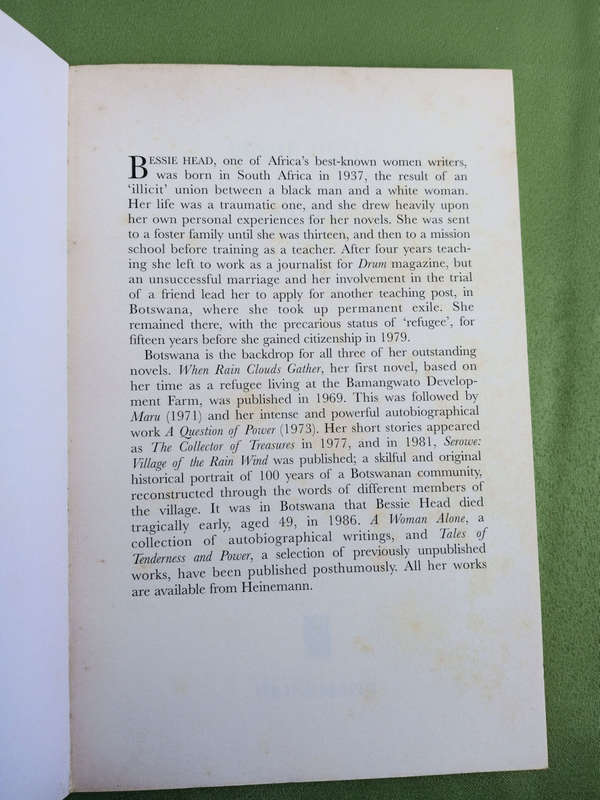 BESSIE HEAD, one of Africa's best-known women writers,
was born in South Africa in 1937, the result of an
'illicit' union between a black man and a white woman.
Her life was a traumatic one, and she drew heavily upon
her own personal experiences for her novels. She was sent
to a foster family until she was thirteen, and then to a mission
school before training as a teacher. After four years teach-
ing she left to work as a journalist for Drum magazine, but
an unsuccessful marriage and her involvement in the trial
of a friend lead her to apply for another teaching post, in
Botswana, where she took up permanent exile. She
remained there, with the precarious status of 'refugee', for
fifteen years before she gained citizenship in 1979.
Botswana is the backdrop for all three of her outstanding
novels. When Rain Clouds Gather, her first novel, based on
her time as a refugee living at the Bamangwato Develop-
ment Farm, was published in 1969. This was followed by
Maru (1971) and her intense and powerful autobiographical
work A Question of Power (1973). Her short stories appeared
as The Collector of Treasures in 1977, and in 1981, Serowe:
Village of the Rain Wind was published; a skilful and original
historical portrait of 100 years of a Botswanan community,
reconstructed through the words of different members of
the village. It was in Botswana that Bessie Head died
tragically early, aged 49, in 1986. A Woman Alone, a
collection of autobiographical writings, and Tales of
Tenderness and Power, a selection of previously unpublished
works, have been published posthumously. All her works
are available from Heinemann.